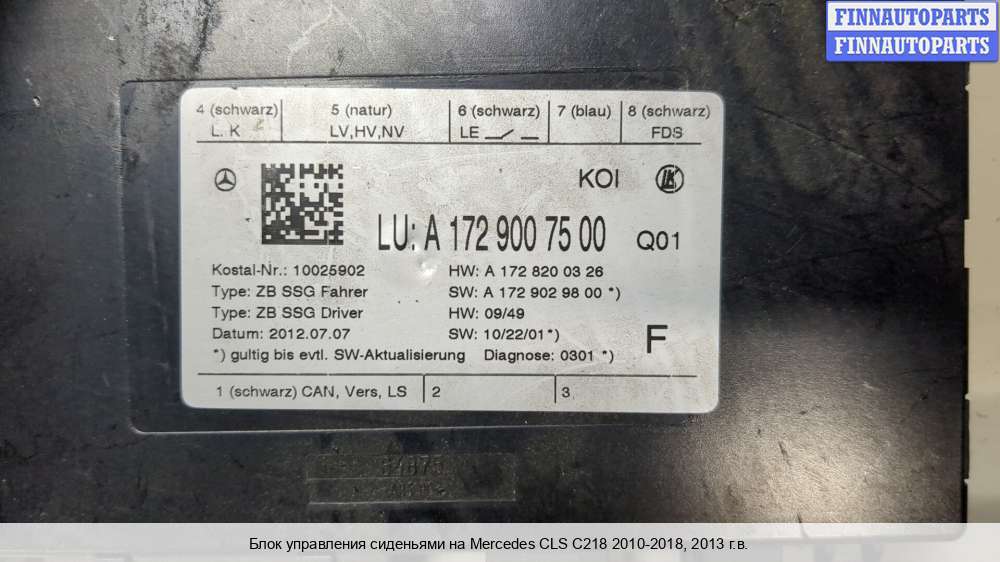 FINNAUTOPARTS
FINNAUTOPARTS
4 (schwarz) 5 (natur) 6 (schwarz) 7 (blau) 8 (schwarz)
L. K LV,HV,NV LE FDS
KOI
LU: A 172 900 75 00 Q01
Kostal-Nr.: 10025902 HW: A 172 820 03 26
Type: ZB SSG Fahrer SW: A 172 902 98 00 *)
Type: ZB SSG Driver HW: 09/49
Datum: 2012.07.07 SW: 10/22/01*) F
*) gultig bis evtl. SW-Aktualisierung Diagnose: 0301 *)
1 (schwarz) CAN, Vers, LS 2 3
Блок управления сиденьями на Mercedes CLS C218 2010-2018, 2013 г.в.